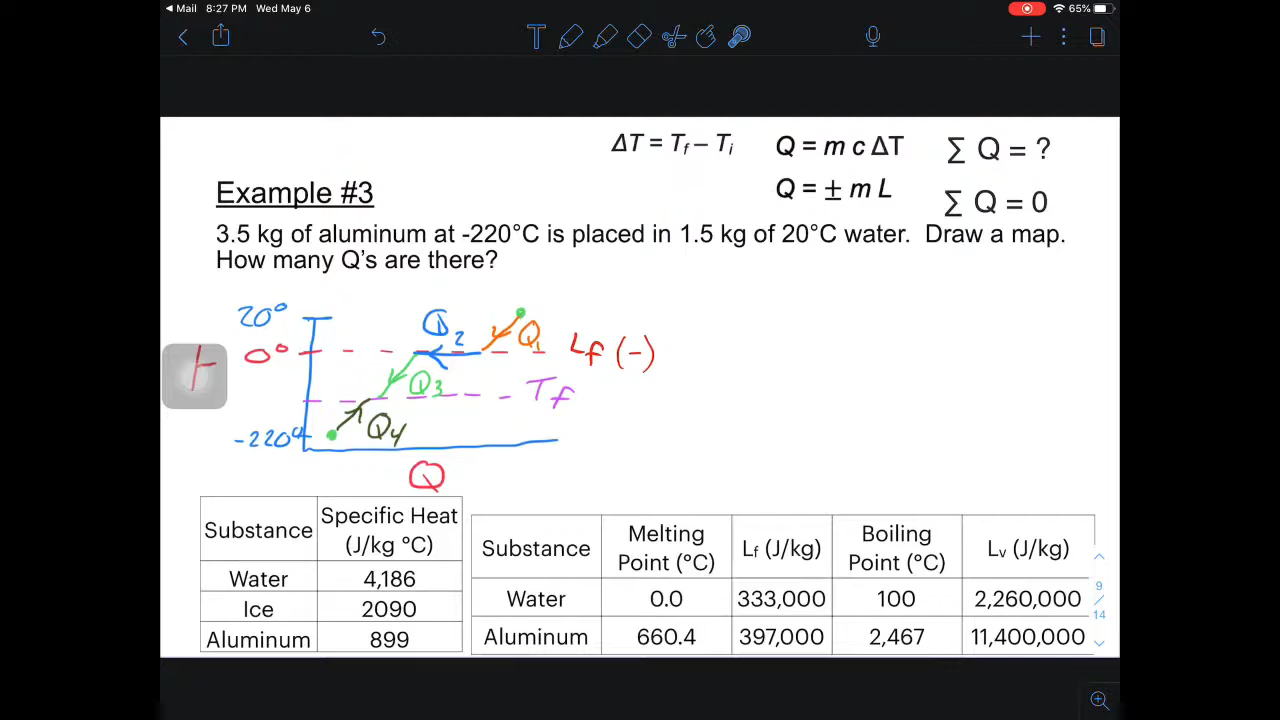 Mail 8:27 PM Wed May 6 65%
ΔT = Tf – Ti Q = m c ΔT ∑ Q = ?
Q = ± m L ∑ Q = 0
Example #3
3.5 kg of aluminum at -220°C is placed in 1.5 kg of 20°C water. Draw a map.
How many Q's are there?
20°
Q2 Q1
0° Lf (-)
T
Q3 Tf
Q4
-220°
Q
Substance Specific Heat (J/kg °C)
Water 4,186
Ice 2090
Aluminum 899
Substance Melting Point (°C) Lf (J/kg) Boiling Point (°C) Lv (J/kg)
Water 0.0 333,000 100 2,260,000
Aluminum 660.4 397,000 2,467 11,400,000
9
/
14